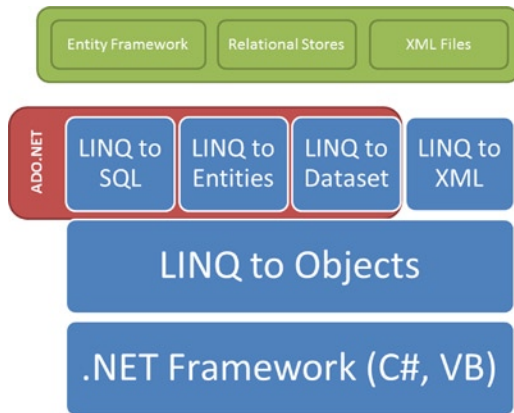 Entity Framework
Relational Stores
XML Files
ADO.NET
LINQ to
SQL
LINQ to
Entities
LINQ to
Dataset
LINQ to
XML
LINQ to Objects
.NET Framework (C#, VB)